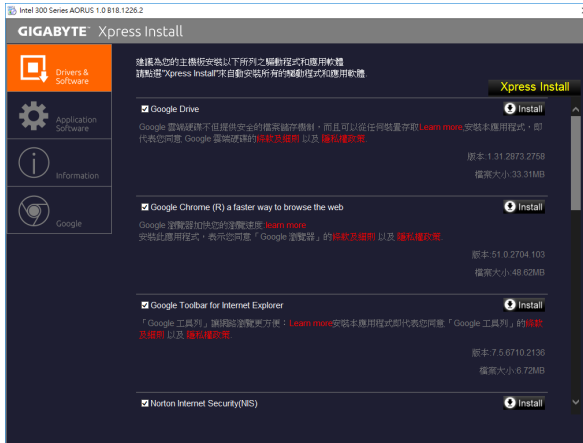 Intel 300 Series AORUS 1.0 B18.1226.2
GIGABYTE™ Xpress Install
Drivers & Software
Application Software
Information
Google
建議為您的主機板安裝以下所列之驅動程式和應用軟體
請點選"Xpress Install"來自動安裝所有的驅動程式和應用軟體.
Xpress Install
Google Drive
Install
Google 雲端硬碟不但提供安全的檔案儲存機制，而且可以從任何裝置存取Learn more,安裝本應用程式，即
代表您同意 Google 雲端硬碟的條款及細則 以及 隱私權政策.
版本:1.31.2873.2758
檔案大小:33.31MB
Google Chrome (R) a faster way to browse the web
Install
Google 瀏覽器加快您的瀏覽速度.learn more
安裝此應用程式，表示您同意「Google 瀏覽器」的條款及細則 以及 隱私權政策.
版本:51.0.2704.103
檔案大小:48.62MB
Google Toolbar for Internet Explorer
Install
「Google 工具列」讓網絡瀏覽更方便：Learn more安裝本應用程式即代表您同意「Google 工具列」的條款
及細則 以及 隱私權政策.
版本:7.5.6710.2136
檔案大小:6.72MB
Norton Internet Security(NIS)
Install